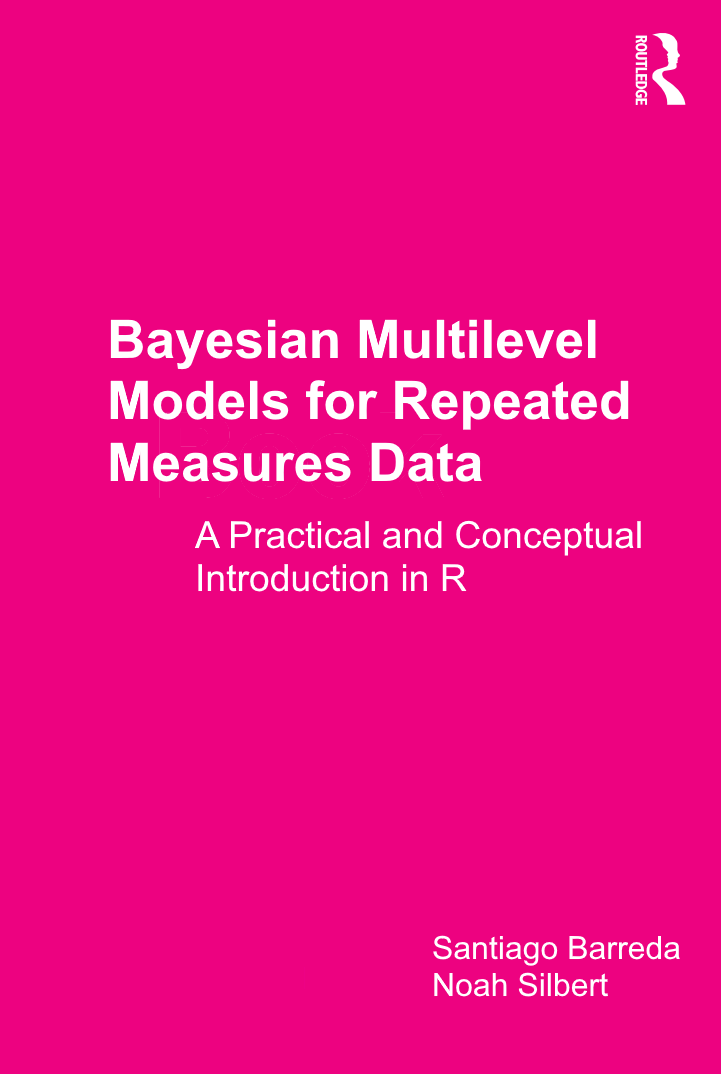 ROUTLEDGE
Bayesian Multilevel
Models for Repeated
Measures Data
A Practical and Conceptual
Introduction in R
Santiago Barreda
Noah Silbert